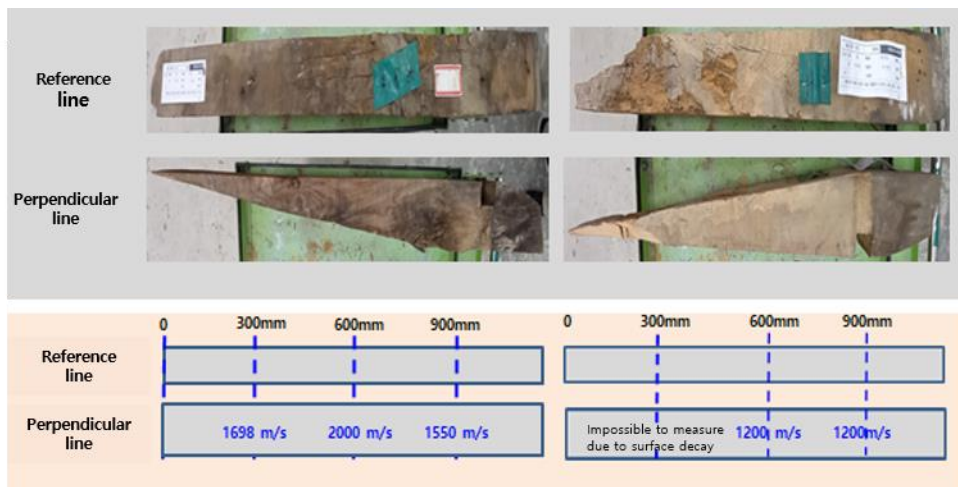 Reference
line
Perpendicular
line
0 300mm 600mm 900mm 0 300mm 600mm 900mm
Reference
line
Perpendicular
line
1698 m/s 2000 m/s 1550 m/s
Impossible to measure
due to surface decay
1200 m/s 1200m/s